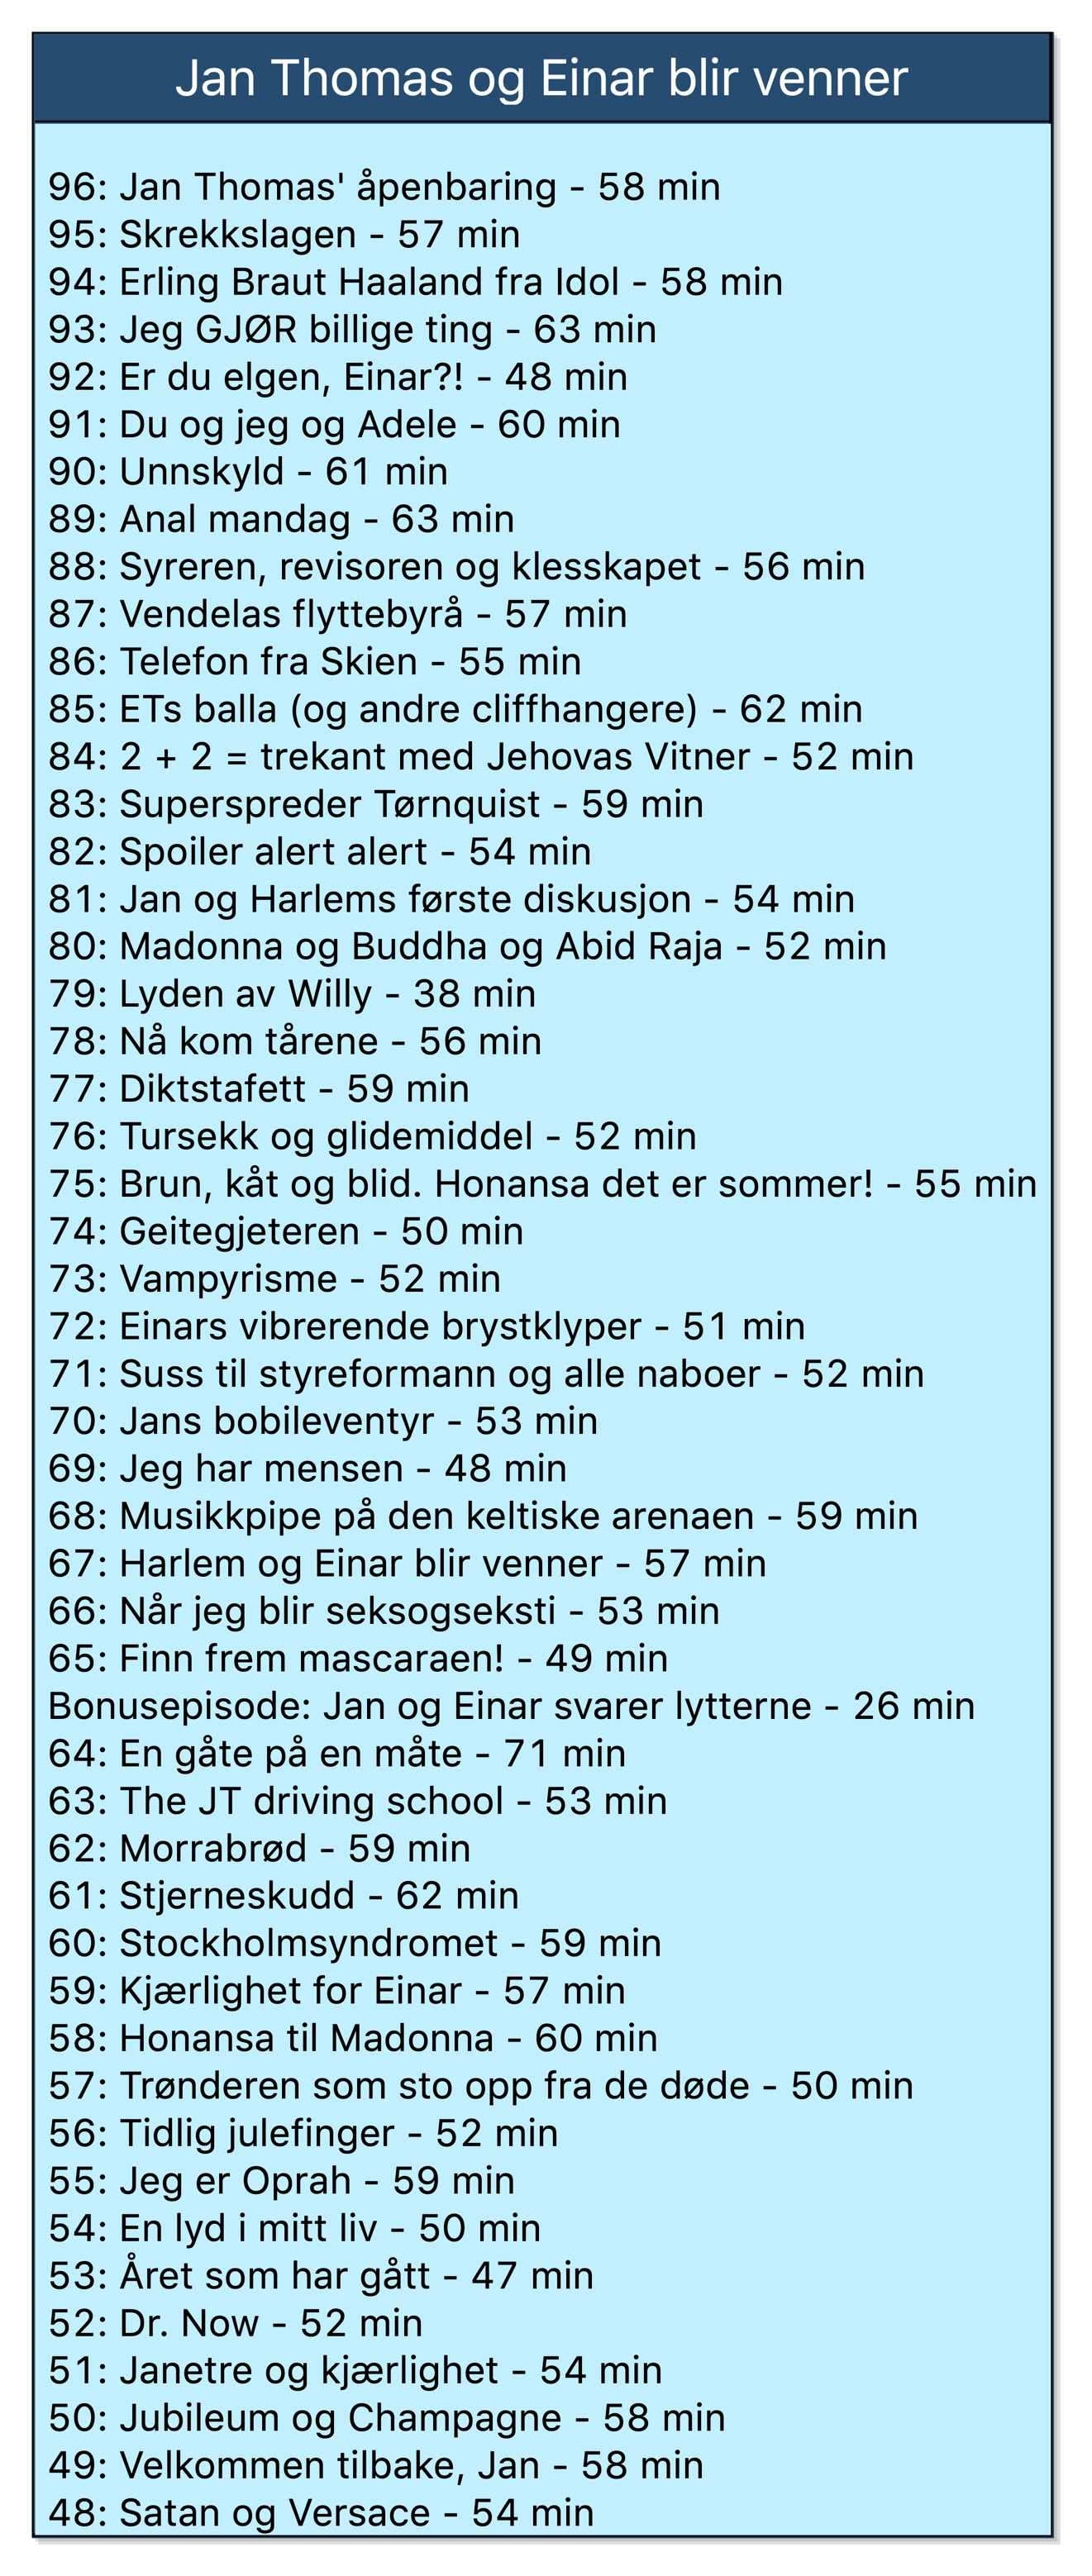 Jan Thomas og Einar blir venner
96: Jan Thomas' åpenbaring - 58 min
95: Skrekkslagen - 57 min
94: Erling Braut Haaland fra Idol - 58 min
93: Jeg GJØR billige ting - 63 min
92: Er du elgen, Einar?! - 48 min
91: Du og jeg og Adele - 60 min
90: Unnskyld - 61 min
89: Anal mandag - 63 min
88: Syreren, revisoren og klesskapet - 56 min
87: Vendelas flyttebyrå - 57 min
86: Telefon fra Skien - 55 min
85: ETs balla (og andre cliffhangere) - 62 min
84: 2 + 2 = trekant med Jehovas Vitner - 52 min
83: Superspreder Tørnquist - 59 min
82: Spoiler alert alert - 54 min
81: Jan og Harlems første diskusjon - 54 min
80: Madonna og Buddha og Abid Raja - 52 min
79: Lyden av Willy - 38 min
78: Nå kom tårene - 56 min
77: Diktstafett - 59 min
76: Tursekk og glidemiddel - 52 min
75: Brun, kåt og blid. Honansa det er sommer! - 55 min
74: Geitegjeteren - 50 min
73: Vampyrisme - 52 min
72: Einars vibrerende brystklyper - 51 min
71: Suss til styreformann og alle naboer - 52 min
70: Jans bobileventyr - 53 min
69: Jeg har mensen - 48 min
68: Musikkpipe på den keltiske arenaen - 59 min
67: Harlem og Einar blir venner - 57 min
66: Når jeg blir seksogseksti - 53 min
65: Finn frem mascaraen! - 49 min
Bonusepisode: Jan og Einar svarer lytterne - 26 min
64: En gåte på en måte - 71 min
63: The JT driving school - 53 min
62: Morrabrød - 59 min
61: Stjerneskudd - 62 min
60: Stockholmsyndromet - 59 min
59: Kjærlighet for Einar - 57 min
58: Honansa til Madonna - 60 min
57: Trønderen som sto opp fra de døde - 50 min
56: Tidlig julefinger - 52 min
55: Jeg er Oprah - 59 min
54: En lyd i mitt liv - 50 min
53: Året som har gått - 47 min
52: Dr. Now - 52 min
51: Janetre og kjærlighet - 54 min
50: Jubileum og Champagne - 58 min
49: Velkommen tilbake, Jan - 58 min
48: Satan og Versace - 54 min